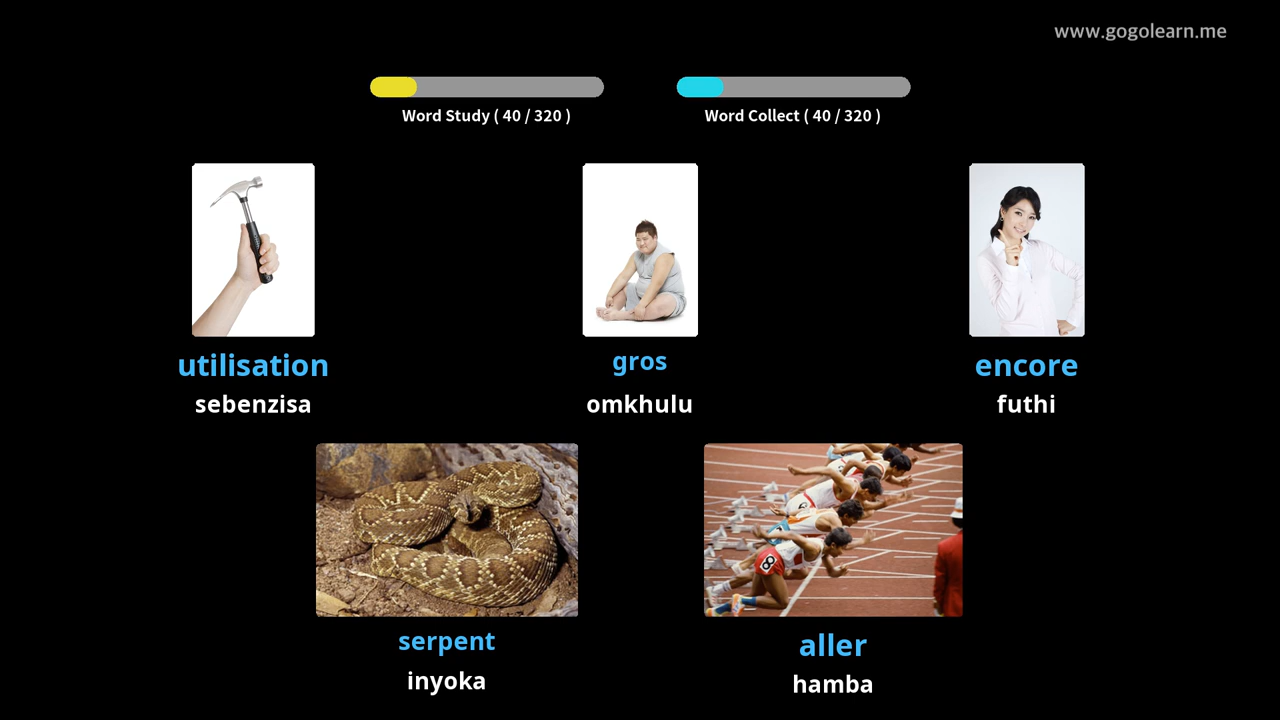 www.gogolearn.me
Word Study ( 40 / 320 )
Word Collect ( 40 / 320 )
utilisation
sebenzisa
gros
omkhulu
encore
futhi
serpent
inyoka
aller
hamba